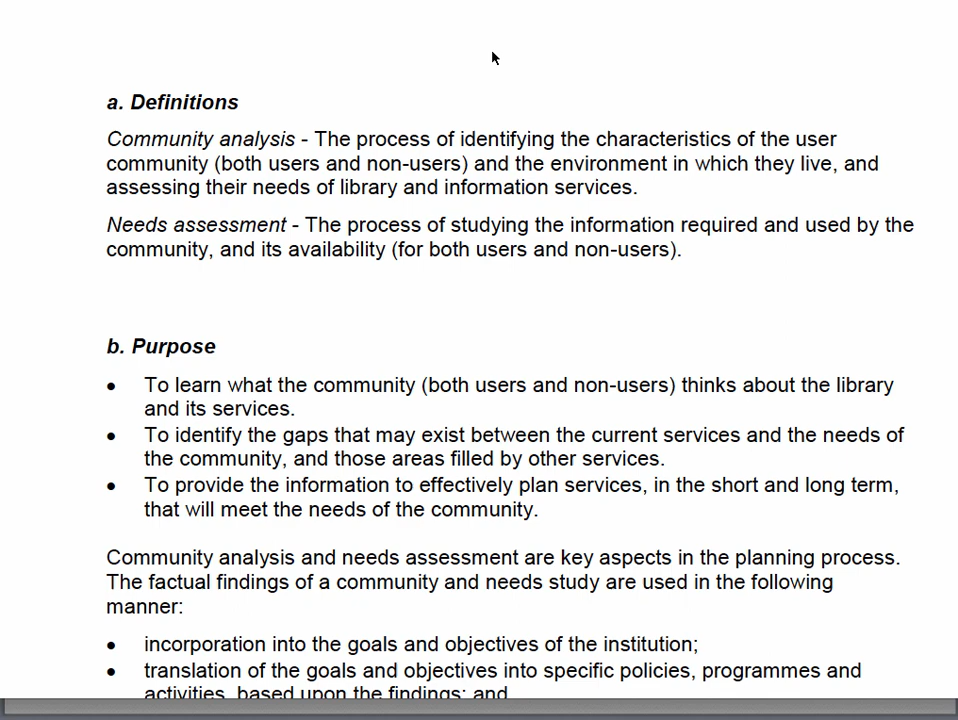 a. Definitions
Community analysis - The process of identifying the characteristics of the user
community (both users and non-users) and the environment in which they live, and
assessing their needs of library and information services.
Needs assessment - The process of studying the information required and used by the
community, and its availability (for both users and non-users).
b. Purpose
• To learn what the community (both users and non-users) thinks about the library
and its services.
• To identify the gaps that may exist between the current services and the needs of
the community, and those areas filled by other services.
• To provide the information to effectively plan services, in the short and long term,
that will meet the needs of the community.
Community analysis and needs assessment are key aspects in the planning process.
The factual findings of a community and needs study are used in the following
manner:
• incorporation into the goals and objectives of the institution;
• translation of the goals and objectives into specific policies, programmes and
activities, based upon the findings; and